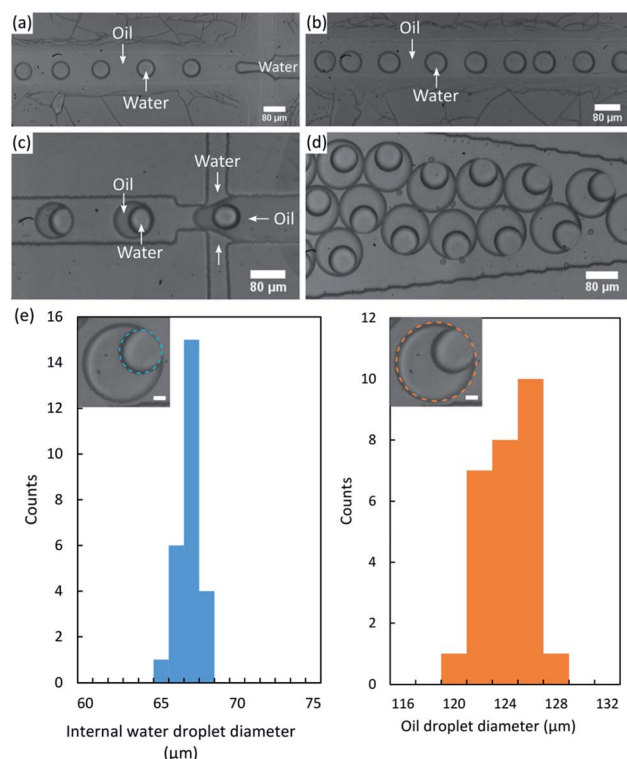 (a)
Oil
Water
Water
80 µm
(b)
Oil
Water
80 µm
(c)
Water
Oil
Oil
Water
80 µm
(d)
80 µm
(e)
16
14
12
10
8
6
4
2
0
Counts
60 65 70 75
Internal water droplet diameter
(µm)
12
10
8
6
4
2
0
Counts
116 120 124 128 132
Oil droplet diameter (µm)